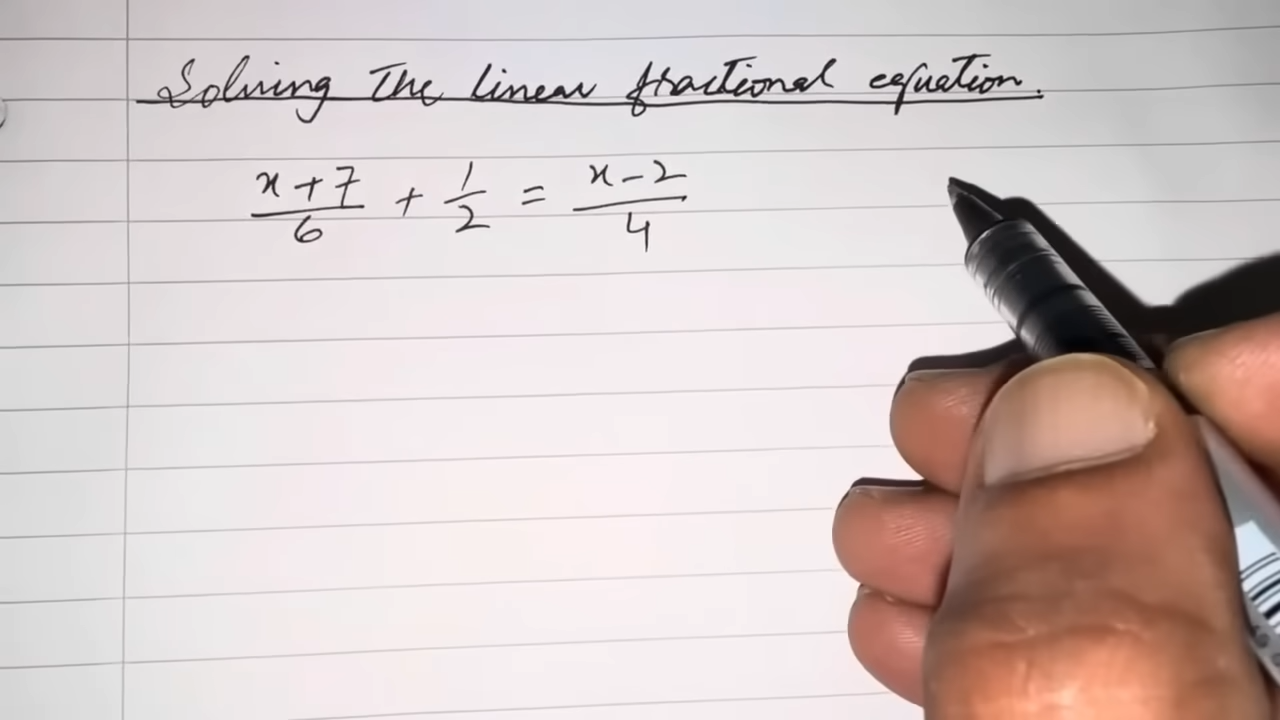 Solving The linear fractional equation.
x+7/6 + 1/2 = x-2/4